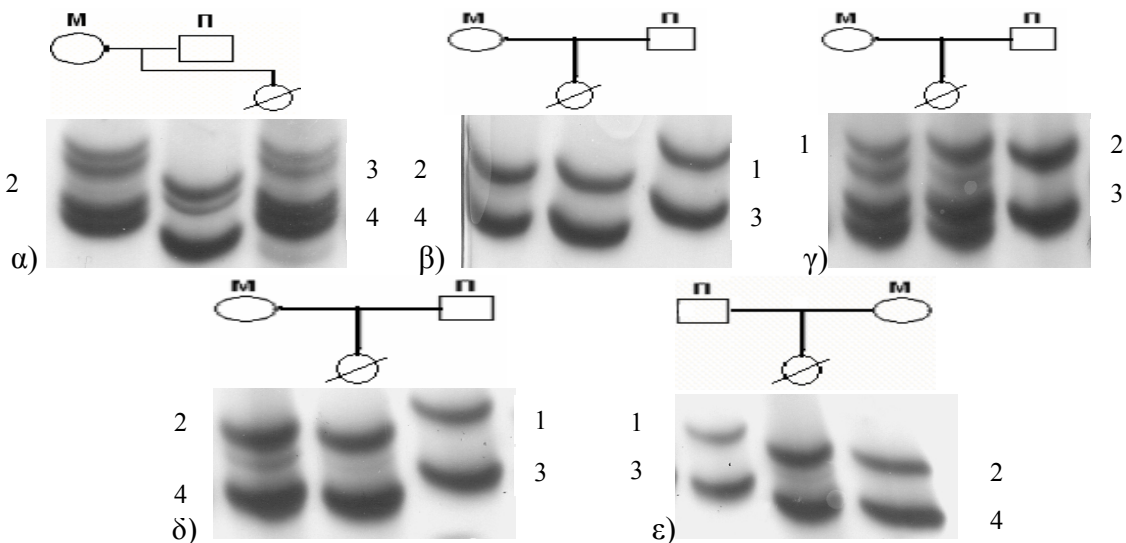 М П М П М П
2 3 4
2 4 1 3
1 2 3
α) β) γ)
М П П М
2 4 1 3
1 3 2 4
δ) ε)